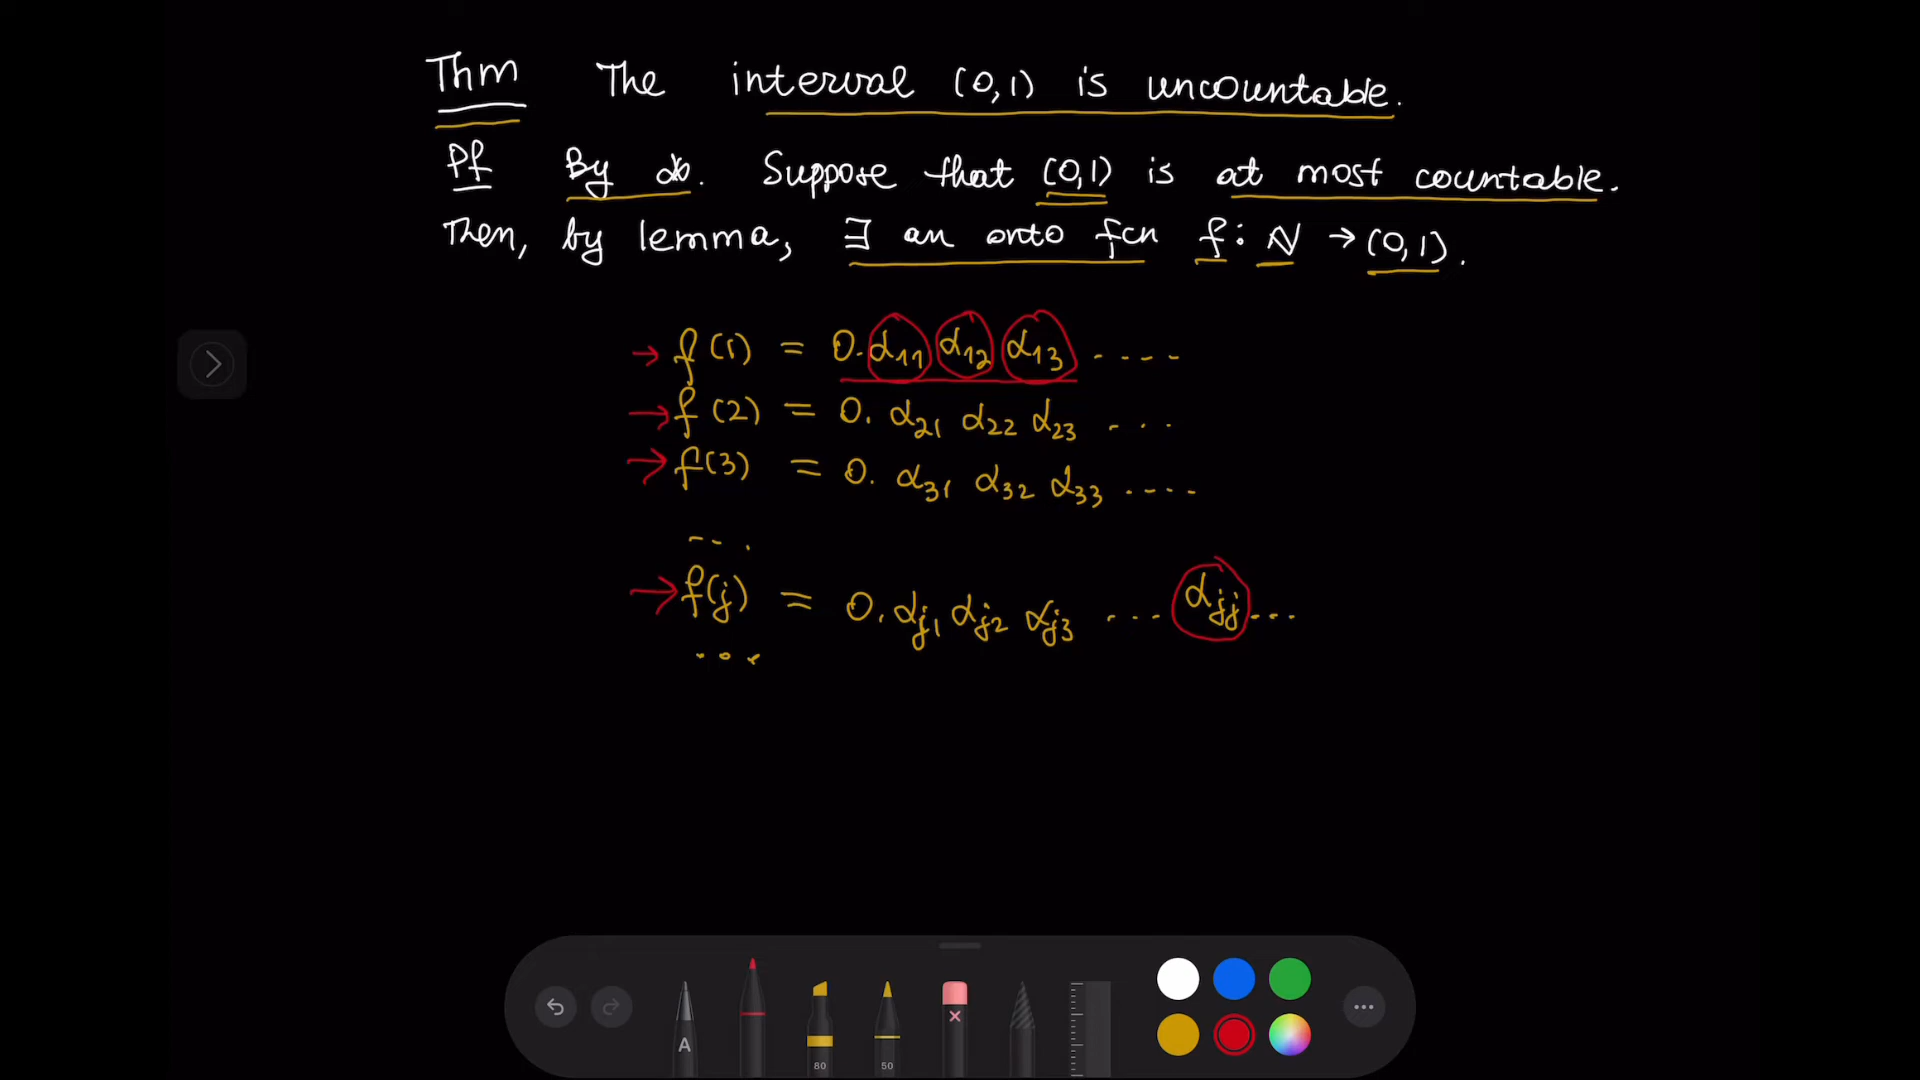 Thm The interval (0,1) is uncountable.
Pf By ※. Suppose that (0,1) is at most countable.
Then, by lemma, ∃ an onto fcn f: ℕ → (0,1).
→ f(1) = 0.α₁₁ α₁₂ α₁₃ ....
→ f(2) = 0. α₂₁ α₂₂ α₂₃ ...
→ f(3) = 0. α₃₁ α₃₂ α₃₃ ....
...
→ f(j) = 0. αj1 αj2 αj3 ... αjj ...
...
A 80 50